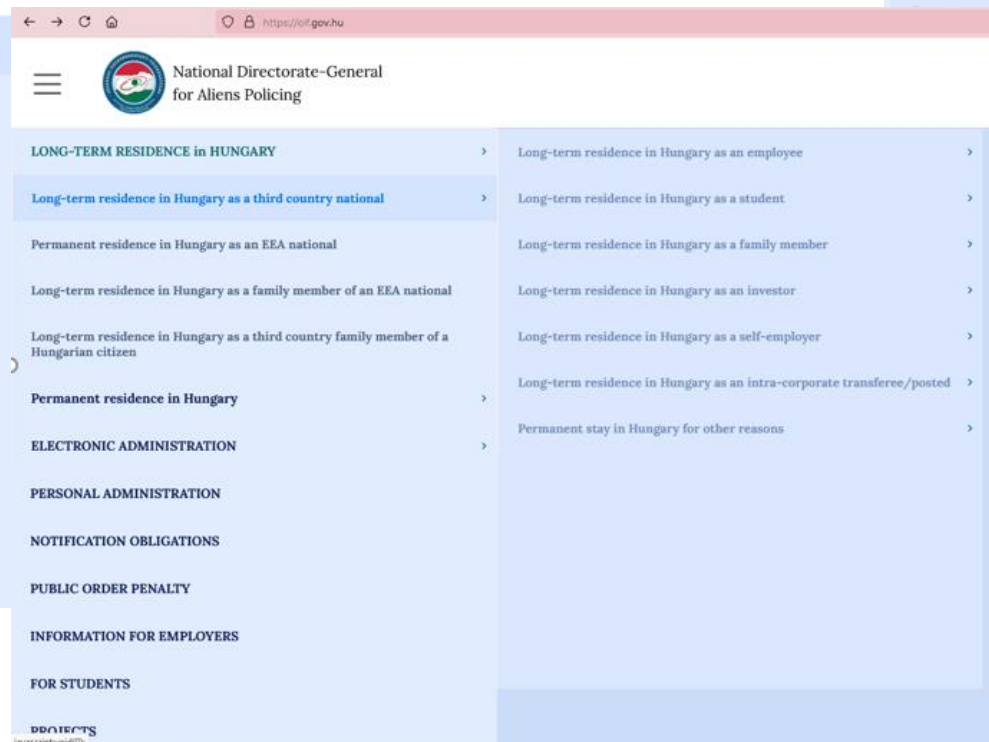 https://oif.gov.hu
National Directorate-General
for Aliens Policing
LONG-TERM RESIDENCE in HUNGARY
Long-term residence in Hungary as a third country national
Permanent residence in Hungary as an EEA national
Long-term residence in Hungary as a family member of an EEA national
Long-term residence in Hungary as a third country family member of a
Hungarian citizen
Permanent residence in Hungary
ELECTRONIC ADMINISTRATION
PERSONAL ADMINISTRATION
NOTIFICATION OBLIGATIONS
PUBLIC ORDER PENALTY
INFORMATION FOR EMPLOYERS
FOR STUDENTS
PROJECTS
Long-term residence in Hungary as an employee
Long-term residence in Hungary as a student
Long-term residence in Hungary as a family member
Long-term residence in Hungary as an investor
Long-term residence in Hungary as a self-employer
Long-term residence in Hungary as an intra-corporate transferee/posted
Permanent stay in Hungary for other reasons